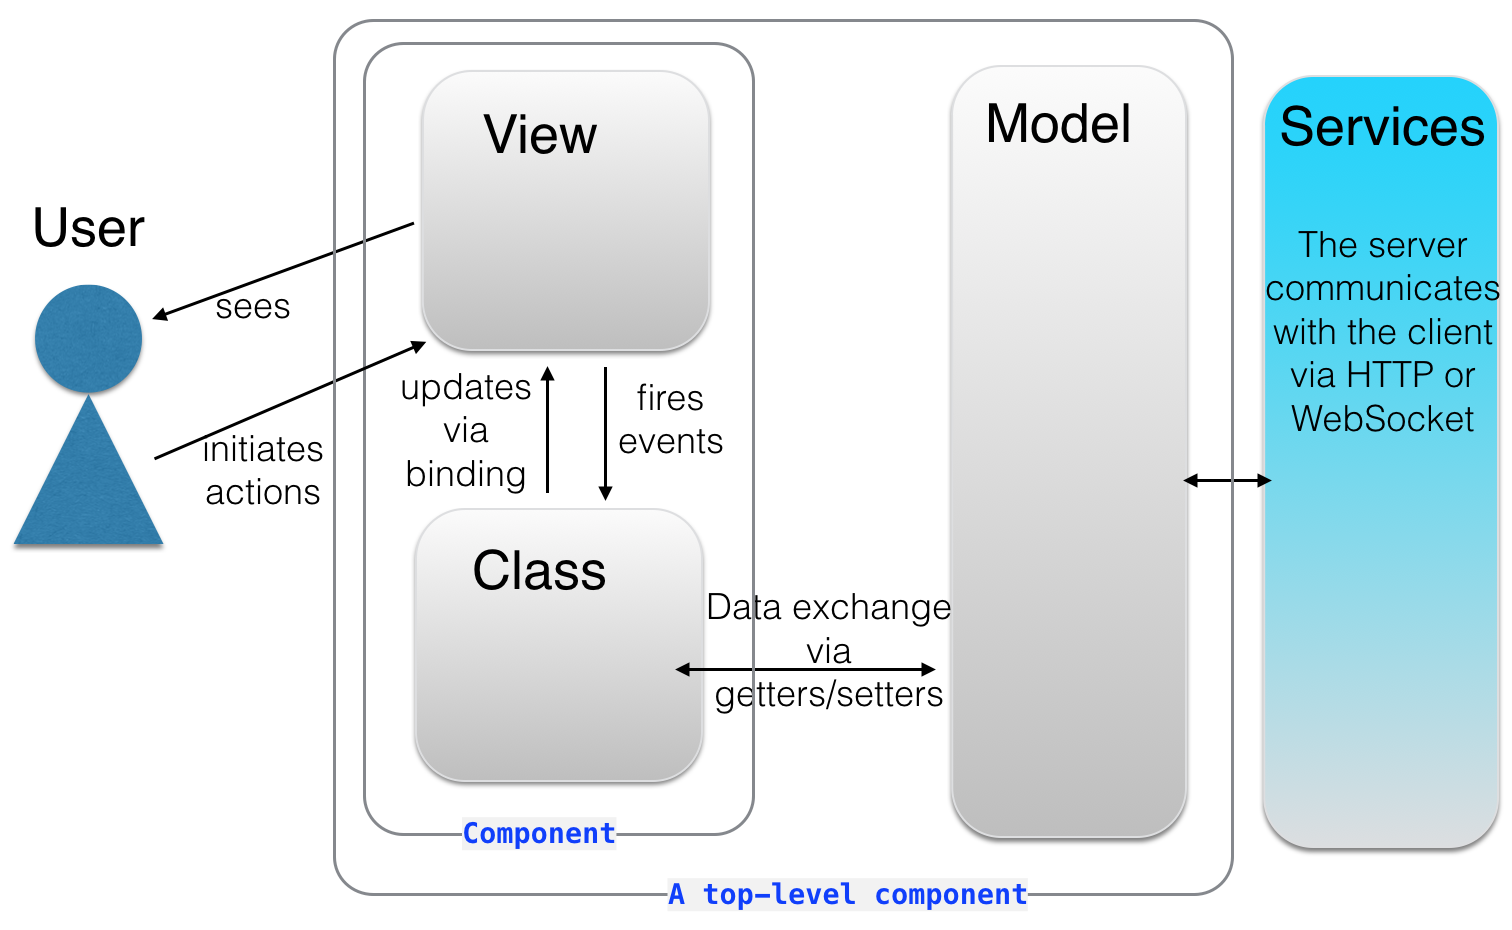 User
sees
initiates
actions
View
updates
via
binding
fires
events
Class
Component
Data exchange
via
getters/setters
Model
A top-level component
Services
The server
communicates
with the client
via HTTP or
WebSocket